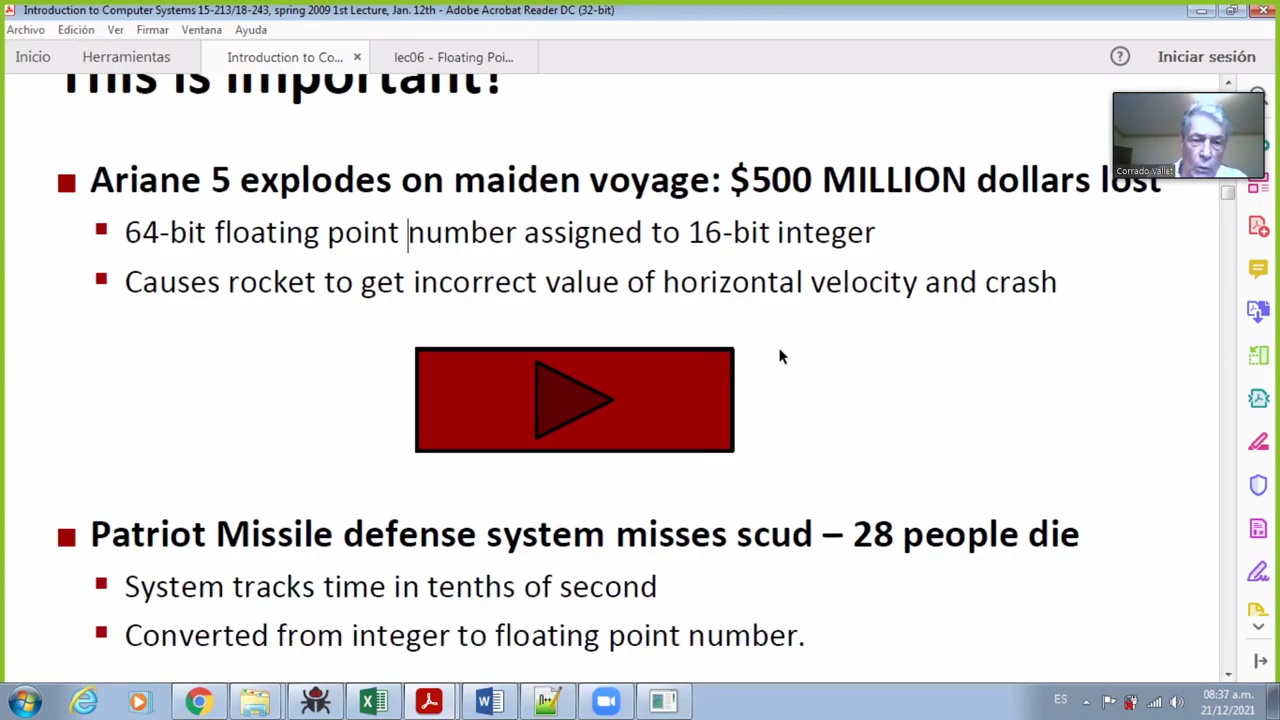 Introduction to Computer Systems 15-213/18-243, spring 2009 1st Lecture, Jan. 12th - Adobe Acrobat Reader DC (32-bit)
Archivo Edición Ver Firmar Ventana Ayuda
Inicio Herramientas Introduction to Co... × lec06 - Floating Poi... ? Iniciar sesión
This is important!
Ariane 5 explodes on maiden voyage: $500 MILLION dollars lost
Corrado Vallet
64-bit floating point number assigned to 16-bit integer
Causes rocket to get incorrect value of horizontal velocity and crash
Patriot Missile defense system misses scud – 28 people die
System tracks time in tenths of second
Converted from integer to floating point number.
ES 08:37 a.m.
21/12/2021